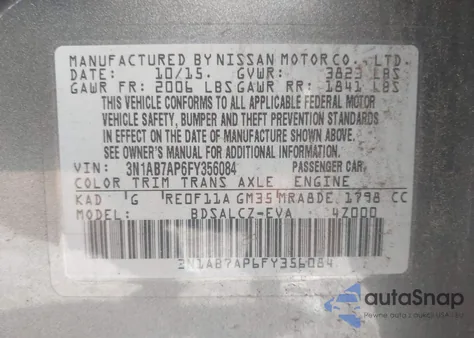 MANUFACTURED BY NISSAN MOTOR CO., LTD.
DATE: 10/15. GVWR: 3823 LBS
GAWR FR: 2006 LBS GAWR RR: 1841 LBS
THIS VEHICLE CONFORMS TO ALL APPLICABLE FEDERAL MOTOR
VEHICLE SAFETY, BUMPER AND THEFT PREVENTION STANDARDS
IN EFFECT ON THE DATE OF MANUFACTURE SHOWN ABOVE.
SEE OWNER'S MANUAL FOR ADDITIONAL INFORMATION.
VIN: 3N1AB7AP6FY356084 PASSENGER CAR
COLOR TRIM TRANS AXLE ENGINE
KAD G RE0F11A GM35 MRA8DE 1798 CC
MODEL: BDSALCZ-EVA 4Z000
3N1AB7AP6FY356084
autoSnap